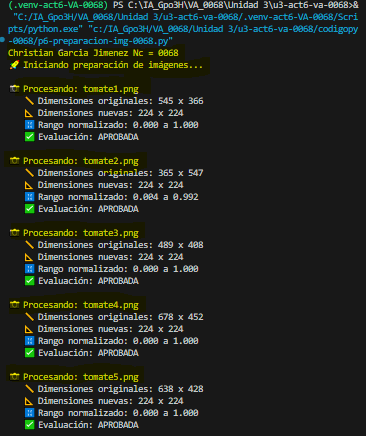 (.venv-act6-VA-0068) PS C:\IA_Gpo3H\VA_0068\Unidad 3\u3-act6-va-0068>&
"C:/IA_Gpo3H/VA_0068/Unidad 3/u3-act6-va-0068/.venv-act6-VA-0068/Scri
pts/python.exe" "c:/IA_Gpo3H/VA_0068/Unidad 3/u3-act6-va-0068/codigopy
-0068/p6-preparacion-img-0068.py"
Christian Garcia Jimenez Nc = 0068
🚀 Iniciando preparación de imágenes...
📷 Procesando: tomate1.png
📏 Dimensiones originales: 545 x 366
📐 Dimensiones nuevas: 224 x 224
🔢 Rango normalizado: 0.000 a 1.000
✅ Evaluación: APROBADA
📷 Procesando: tomate2.png
📏 Dimensiones originales: 365 x 547
📐 Dimensiones nuevas: 224 x 224
🔢 Rango normalizado: 0.004 a 0.992
✅ Evaluación: APROBADA
📷 Procesando: tomate3.png
📏 Dimensiones originales: 489 x 408
📐 Dimensiones nuevas: 224 x 224
🔢 Rango normalizado: 0.000 a 1.000
✅ Evaluación: APROBADA
📷 Procesando: tomate4.png
📏 Dimensiones originales: 678 x 452
📐 Dimensiones nuevas: 224 x 224
🔢 Rango normalizado: 0.000 a 1.000
✅ Evaluación: APROBADA
📷 Procesando: tomate5.png
📏 Dimensiones originales: 638 x 428
📐 Dimensiones nuevas: 224 x 224
🔢 Rango normalizado: 0.000 a 1.000
✅ Evaluación: APROBADA